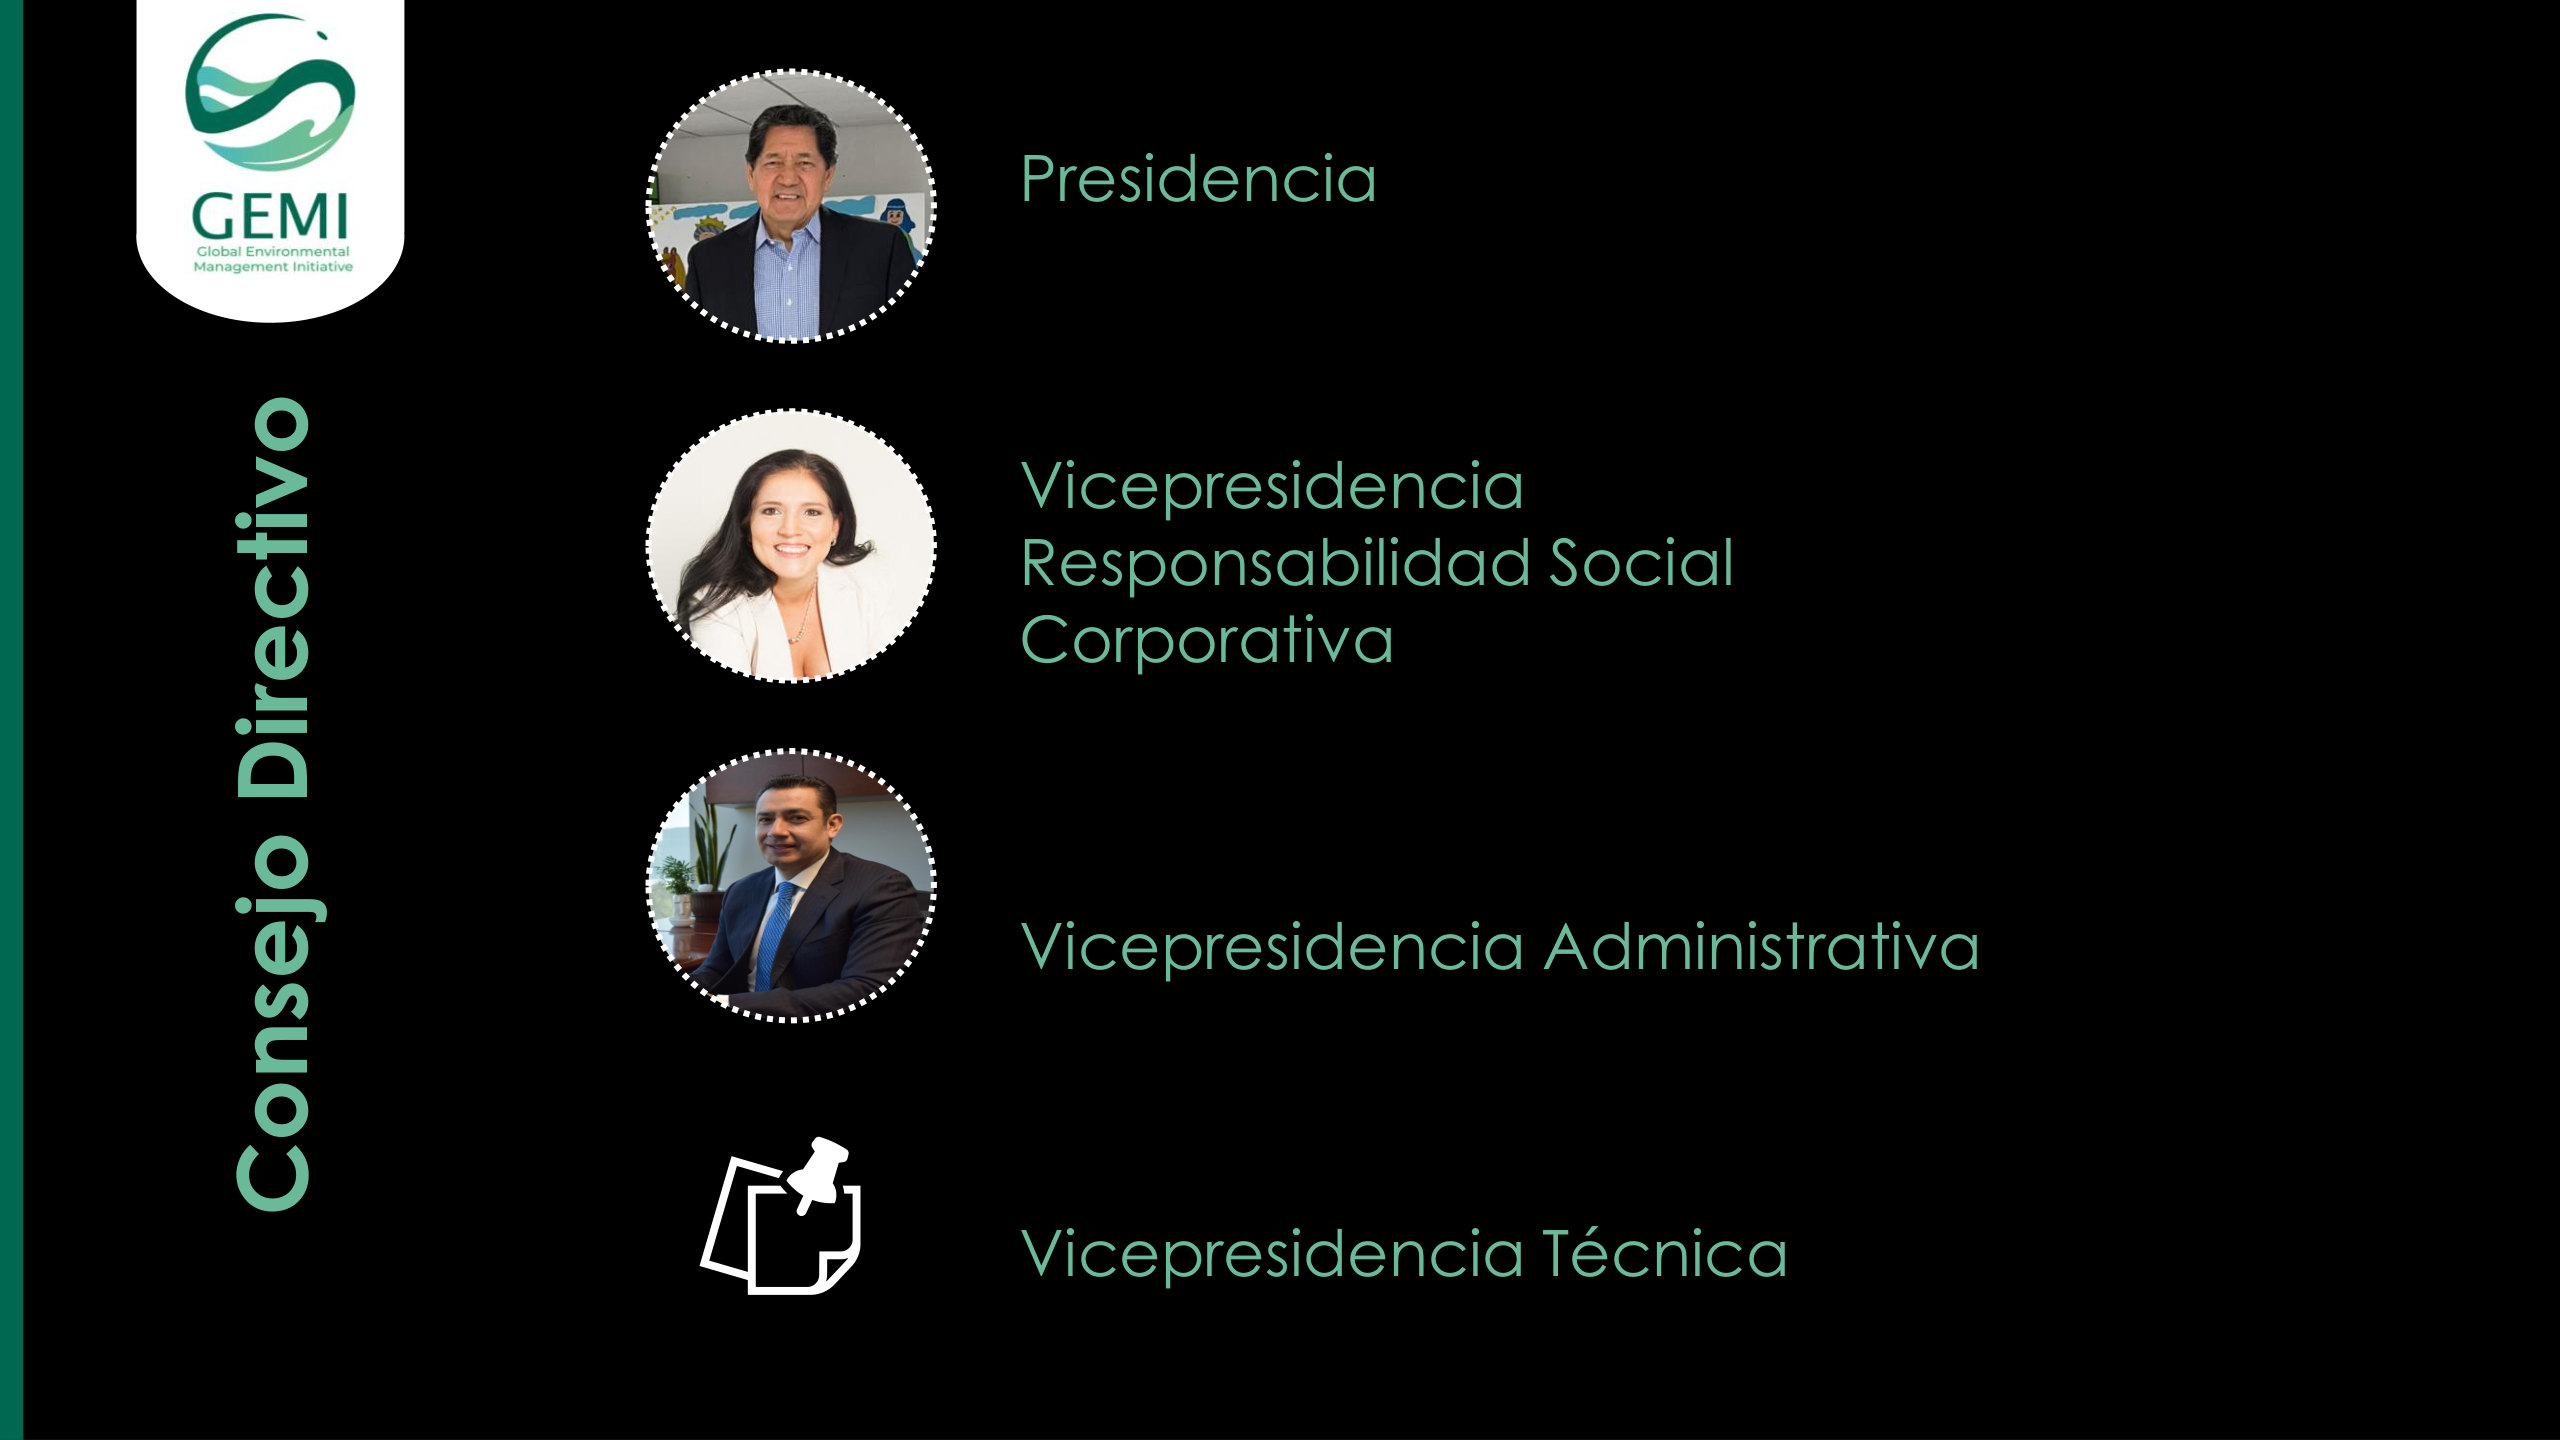 GEMI
Global Environmental
Management Initiative
Consejo Directivo
Presidencia
Vicepresidencia
Responsabilidad Social
Corporativa
Vicepresidencia Administrativa
Vicepresidencia Técnica